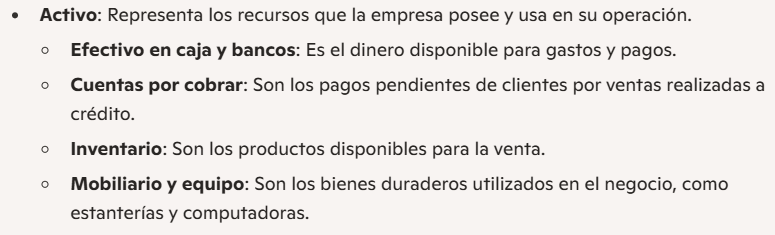 • Activo: Representa los recursos que la empresa posee y usa en su operación.
○ Efectivo en caja y bancos: Es el dinero disponible para gastos y pagos.
○ Cuentas por cobrar: Son los pagos pendientes de clientes por ventas realizadas a
crédito.
○ Inventario: Son los productos disponibles para la venta.
○ Mobiliario y equipo: Son los bienes duraderos utilizados en el negocio, como
estanterías y computadoras.